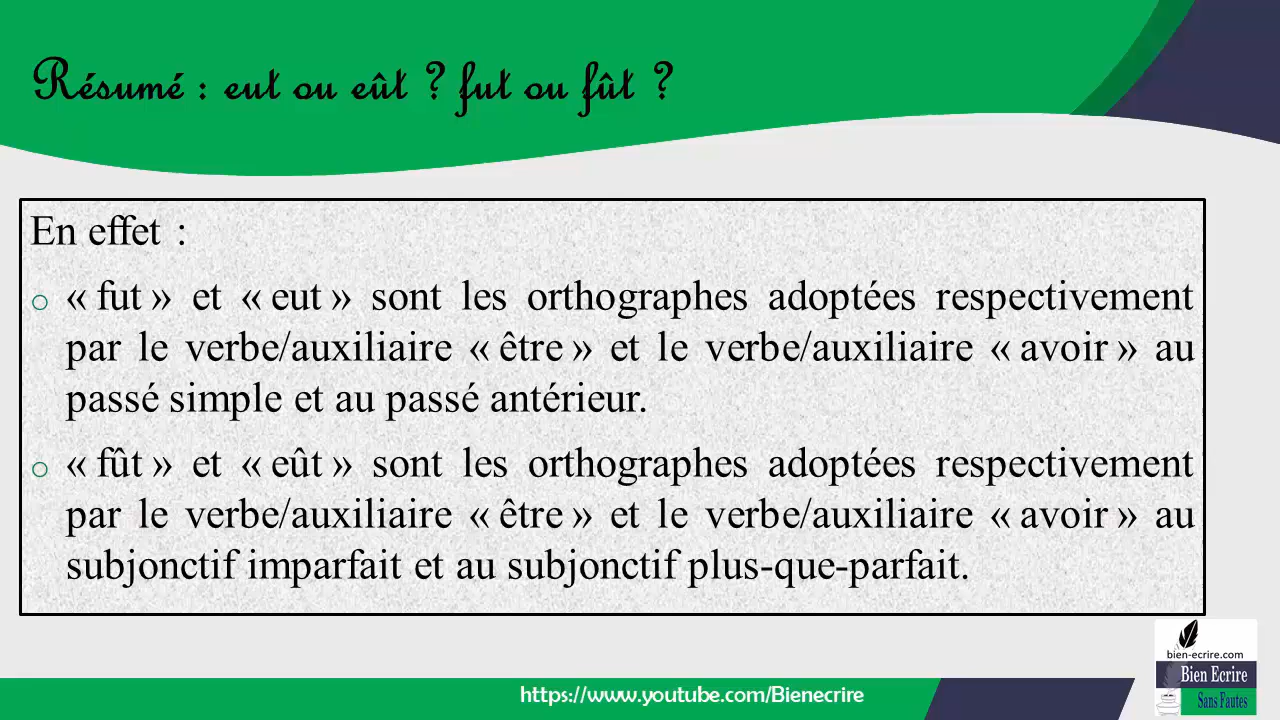 Résumé : eut ou eût ? fut ou fût ?
En effet :
o « fut » et « eut » sont les orthographes adoptées respectivement
par le verbe/auxiliaire « être » et le verbe/auxiliaire « avoir » au
passé simple et au passé antérieur.
o « fût » et « eût » sont les orthographes adoptées respectivement
par le verbe/auxiliaire « être » et le verbe/auxiliaire « avoir » au
subjonctif imparfait et au subjonctif plus-que-parfait.
bien-ecrire.com
Bien Ecrire
Sans Fautes
https://www.youtube.com/Bienecrire